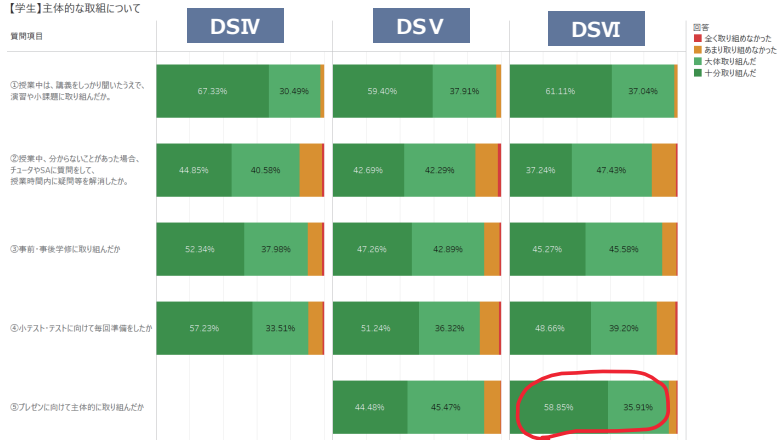 【学生】主体的な取組について
質問項目
DSⅣ
DSⅤ
DSⅥ
回答
全く取り組めなかった
あまり取り組めなかった
大体取り組んだ
十分取り組んだ
①授業中は、講義をしっかり聞いたうえで、
演習や小課題に取り組んだか。
67.33% 30.49% 59.40% 37.91% 61.11% 37.04%
②授業中、分からないことがあった場合、
チュータやSAに質問をして、
授業時間内に疑問等を解消したか。
44.85% 40.58% 42.69% 42.29% 37.24% 47.43%
③事前・事後学修に取り組んだか
52.34% 37.98% 47.26% 42.89% 45.27% 45.58%
④小テスト・テストに向けて毎回準備をしたか
57.23% 33.51% 51.24% 36.32% 48.66% 39.20%
⑤プレゼンに向けて主体的に取り組んだか
44.48% 45.47% 58.85% 35.91%